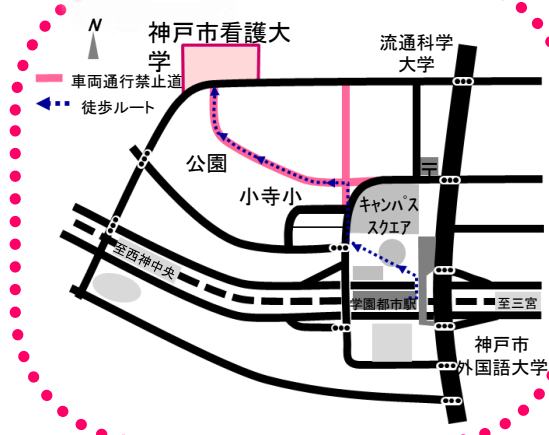 N
神戸市看護大
学
流通科学
大学
車両通行禁止道
徒歩ルート
〒
公園
小寺小
キャンパス
スクエア
至西神中央
学園都市駅
至三宮
神戸市
外国語大学